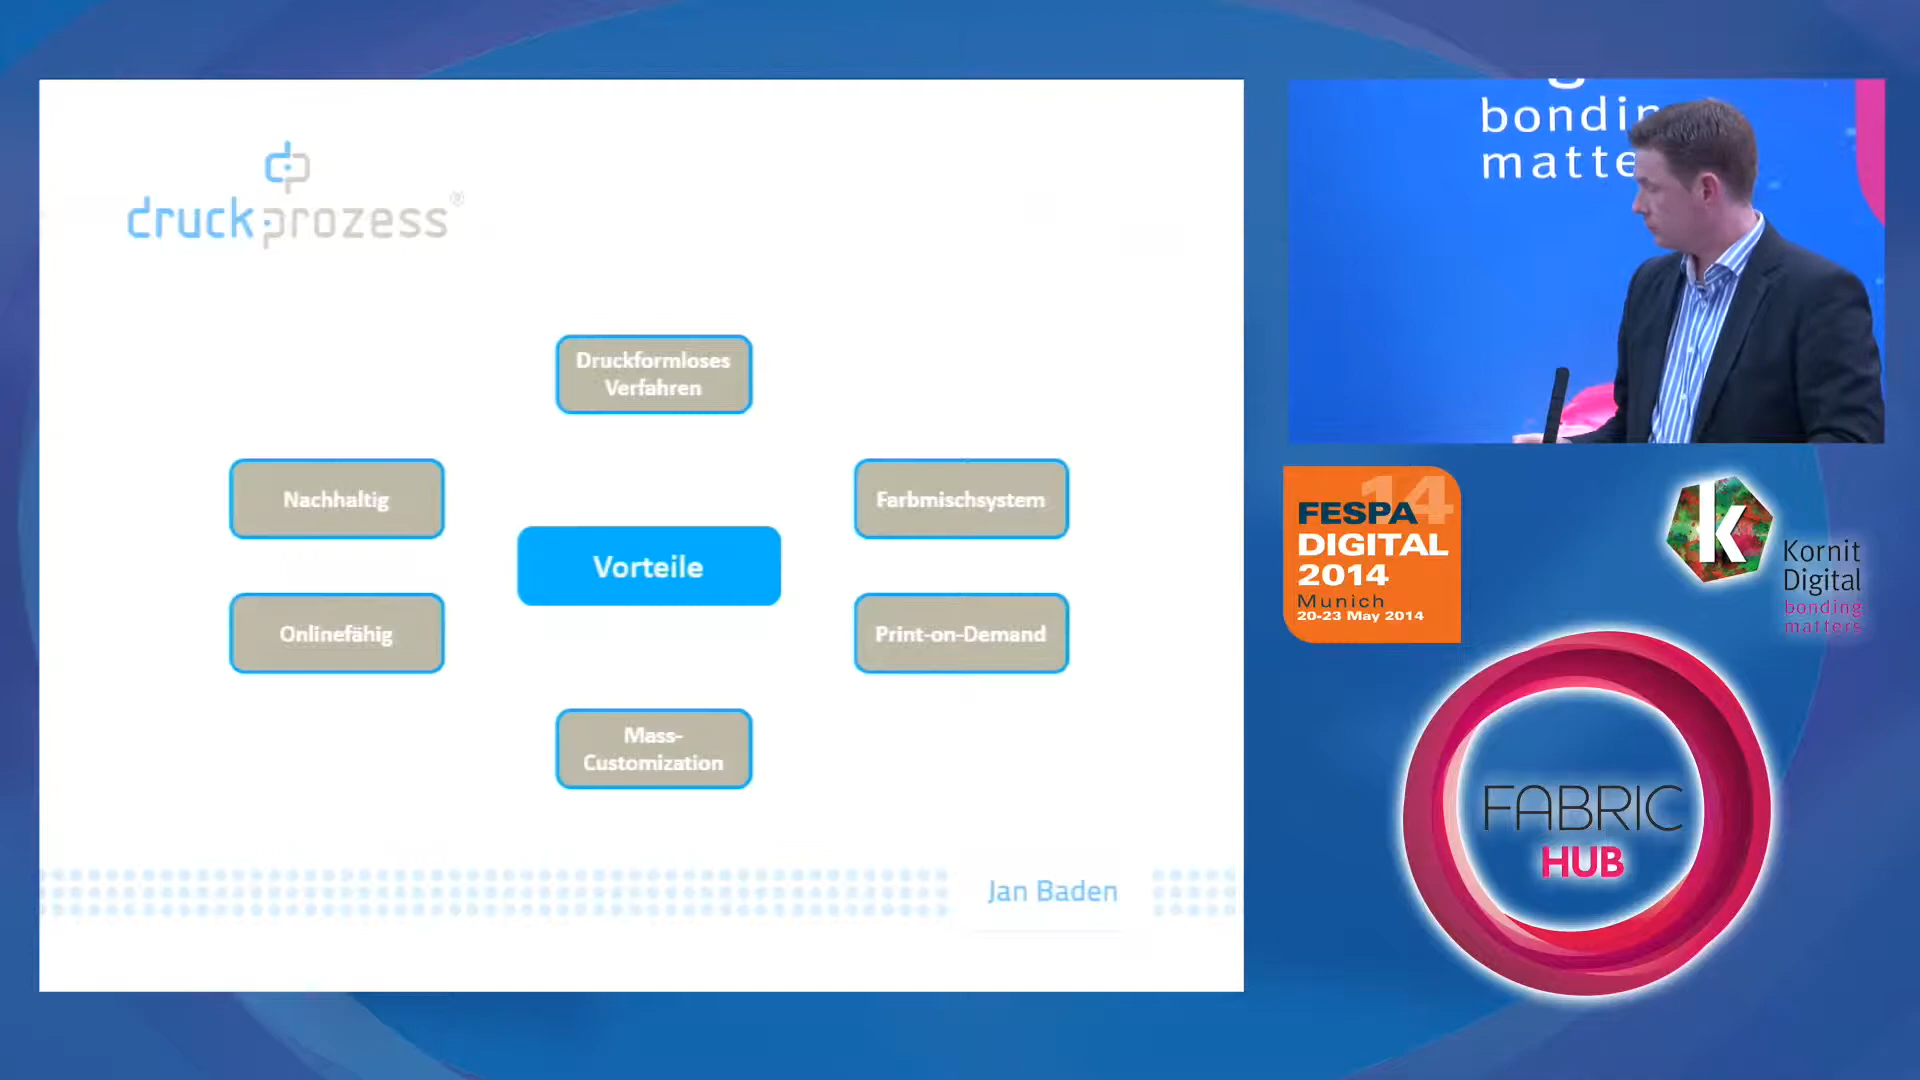 druckprozess®
Druckformloses
Verfahren
Nachhaltig
Farbmischsystem
Vorteile
Onlinefähig
Print-on-Demand
Mass-
Customization
Jan Baden
bondin
matte
14
FESPA
DIGITAL
2014
Munich
20-23 May 2014
k
Kornit
Digital
bonding
matters
FABRIC
HUB